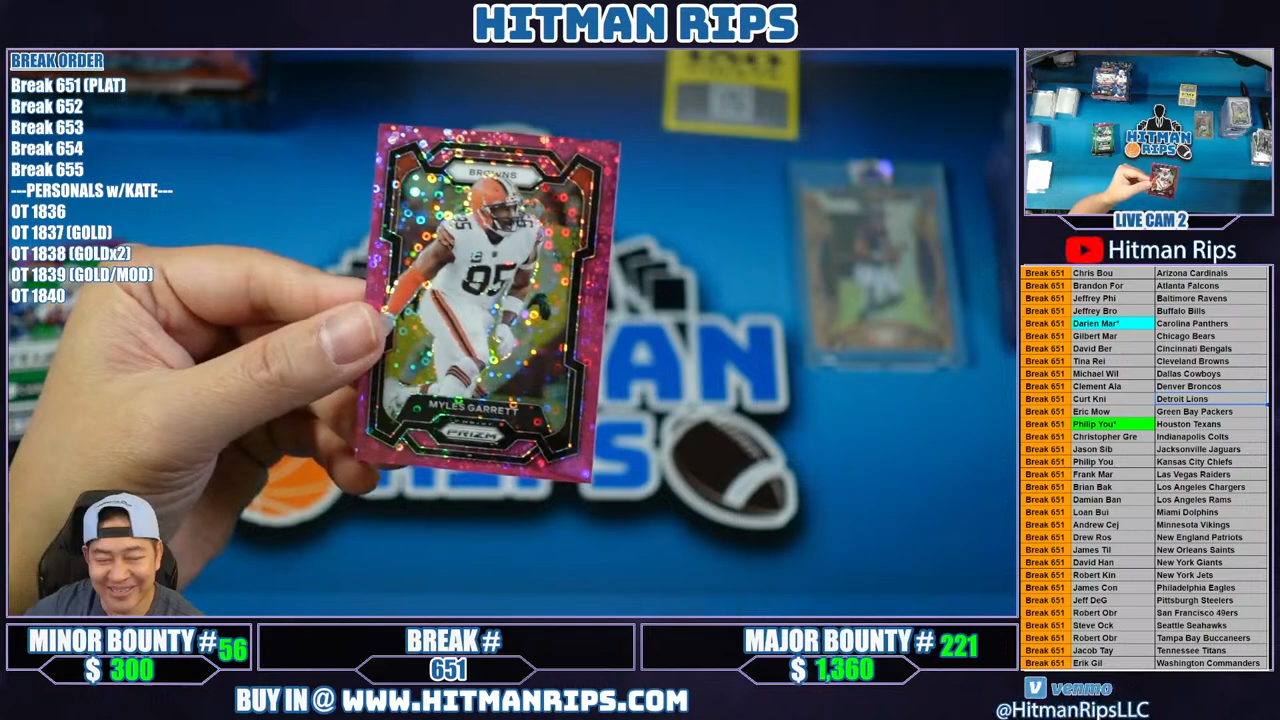 HITMAN RIPS
BREAK ORDER
Break 651 (PLAT)
Break 652
Break 653
Break 654
Break 655
---PERSONALS w/KATE---
OT 1836
OT 1837 (GOLD)
OT 1838 (GOLDx2)
OT 1839 (GOLD/MOD)
OT 1840
BROWNS
95
MYLES GARRETT
PANINI
PRIZM
HITMAN
RIPS
LIVE CAM 2
Hitman Rips
Break 651 Chris Bou Arizona Cardinals
Break 651 Brandon For Atlanta Falcons
Break 651 Jeffrey Phi Baltimore Ravens
Break 651 Jeffrey Bro Buffalo Bills
Break 651 Darien Mar* Carolina Panthers
Break 651 Gilbert Mar Chicago Bears
Break 651 David Ber Cincinnati Bengals
Break 651 Tina Rei Cleveland Browns
Break 651 Michael Wil Dallas Cowboys
Break 651 Clement Ala Denver Broncos
Break 651 Curt Kni Detroit Lions
Break 651 Eric Mow Green Bay Packers
Break 651 Philip You* Houston Texans
Break 651 Christopher Gre Indianapolis Colts
Break 651 Jason Sib Jacksonville Jaguars
Break 651 Philip You Kansas City Chiefs
Break 651 Frank Mar Las Vegas Raiders
Break 651 Brian Bak Los Angeles Chargers
Break 651 Damian Ban Los Angeles Rams
Break 651 Loan Bui Miami Dolphins
Break 651 Andrew Cej Minnesota Vikings
Break 651 Drew Ros New England Patriots
Break 651 James Til New Orleans Saints
Break 651 David Han New York Giants
Break 651 Robert Kin New York Jets
Break 651 James Con Philadelphia Eagles
Break 651 Jeff DeG Pittsburgh Steelers
Break 651 Robert Obr San Francisco 49ers
Break 651 Steve Ock Seattle Seahawks
Break 651 Robert Obr Tampa Bay Buccaneers
Break 651 Jacob Tay Tennessee Titans
Break 651 Erik Gil Washington Commanders
MINOR BOUNTY # 56
$ 300
BREAK #
651
MAJOR BOUNTY # 221
$ 1,360
BUY IN @ WWW.HITMANRIPS.COM
venmo
@HitmanRipsLLC